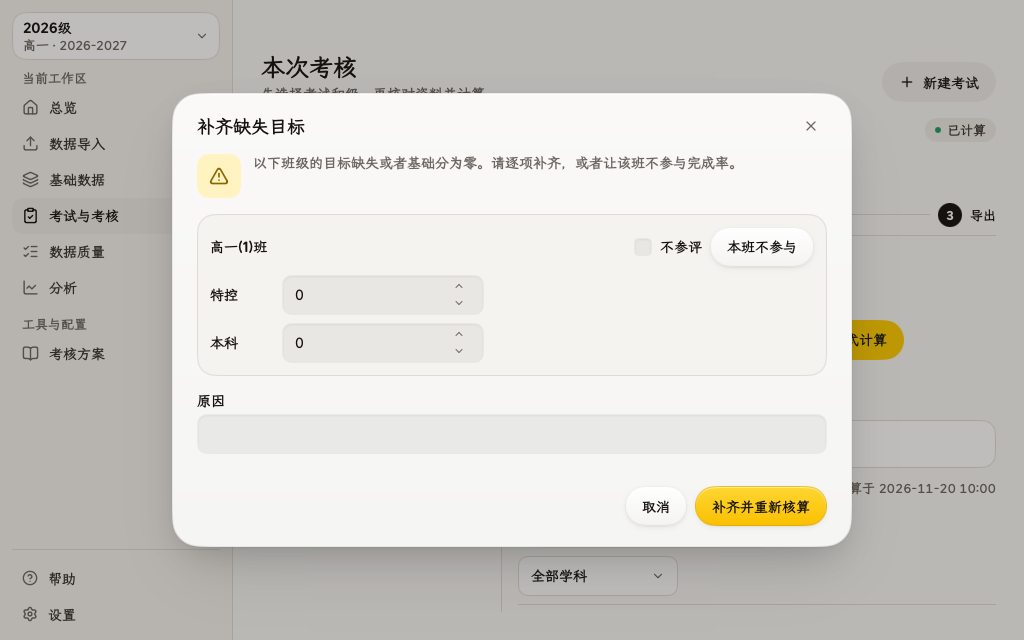 2026级
高一 · 2026-2027
当前工作区
总览
数据导入
基础数据
考试与考核
数据质量
分析
工具与配置
考核方案
帮助
设置
本次考核
新建考试
已计算
3 导出
补齐缺失目标
以下班级的目标缺失或者基础分为零。请逐项补齐，或者让该班不参与完成率。
高一(1)班
不参评
本班不参与
特控
0
本科
0
原因
取消
补齐并重新核算
式计算
算于 2026-11-20 10:00
全部学科